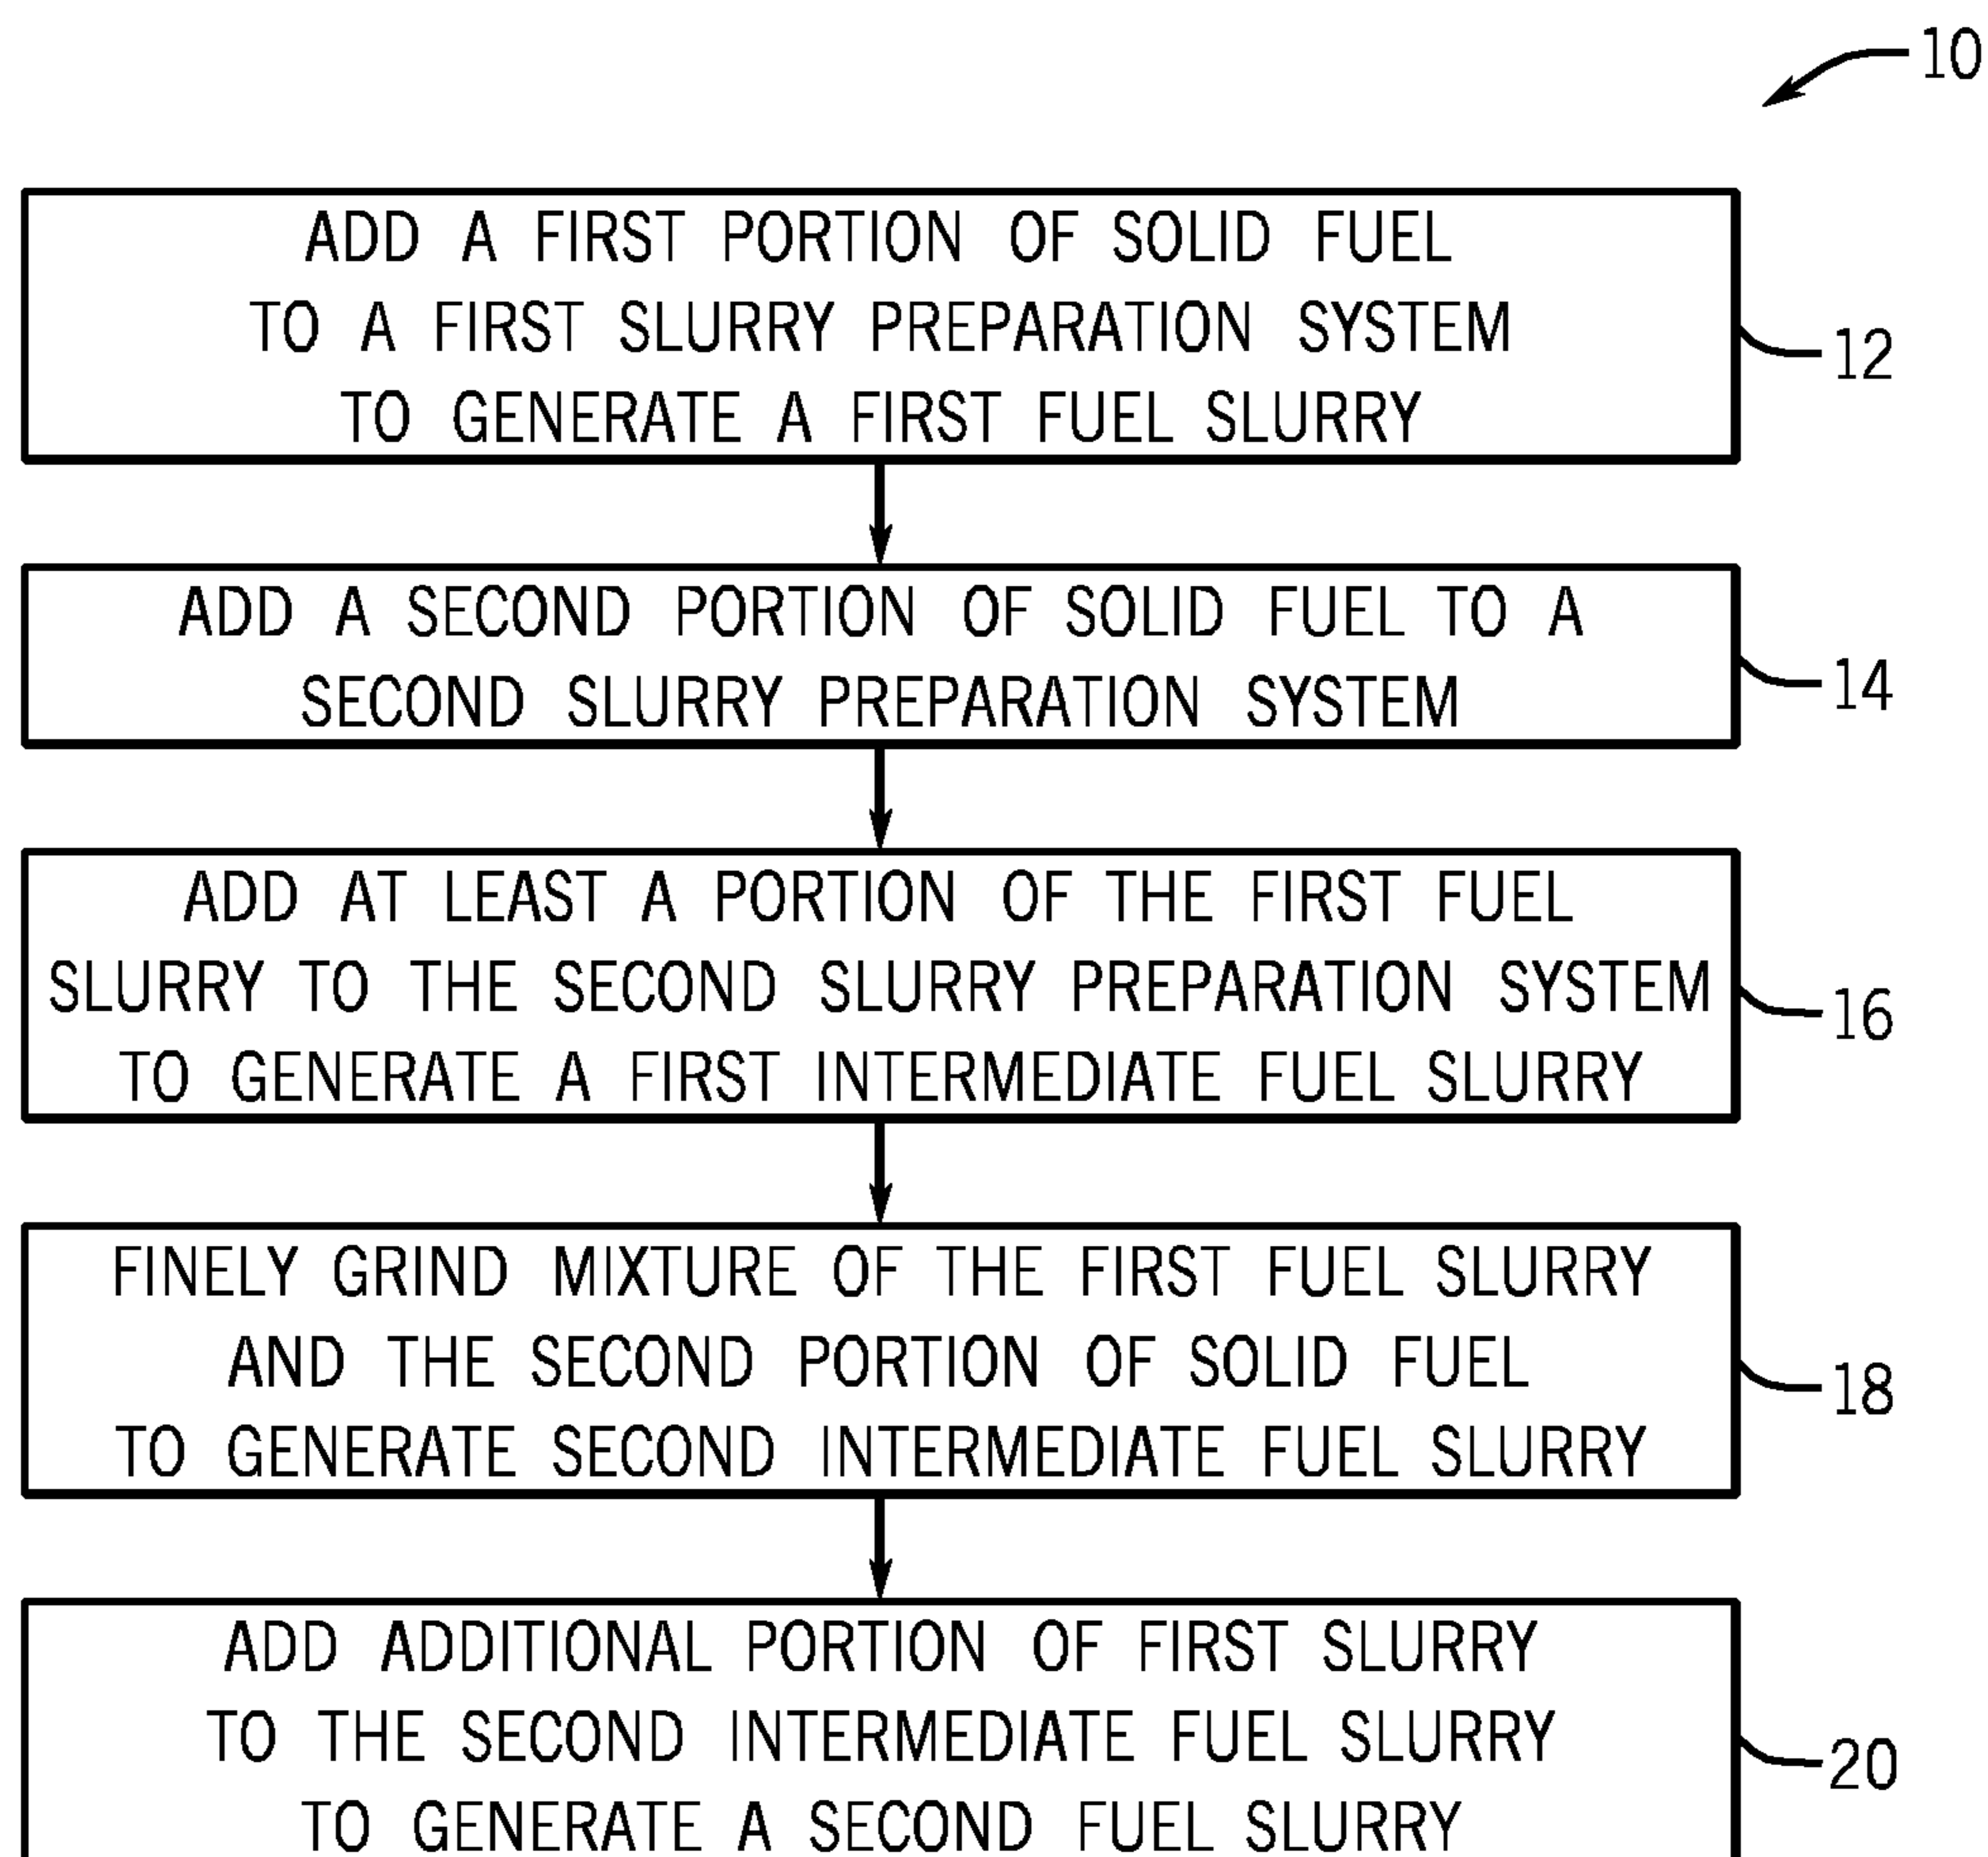 10
ADD A FIRST PORTION OF SOLID FUEL
TO A FIRST SLURRY PREPARATION SYSTEM
TO GENERATE A FIRST FUEL SLURRY
12
ADD A SECOND PORTION OF SOLID FUEL TO A
SECOND SLURRY PREPARATION SYSTEM
14
ADD AT LEAST A PORTION OF THE FIRST FUEL
SLURRY TO THE SECOND SLURRY PREPARATION SYSTEM
TO GENERATE A FIRST INTERMEDIATE FUEL SLURRY
16
FINELY GRIND MIXTURE OF THE FIRST FUEL SLURRY
AND THE SECOND PORTION OF SOLID FUEL
TO GENERATE SECOND INTERMEDIATE FUEL SLURRY
18
ADD ADDITIONAL PORTION OF FIRST SLURRY
TO THE SECOND INTERMEDIATE FUEL SLURRY
TO GENERATE A SECOND FUEL SLURRY
20